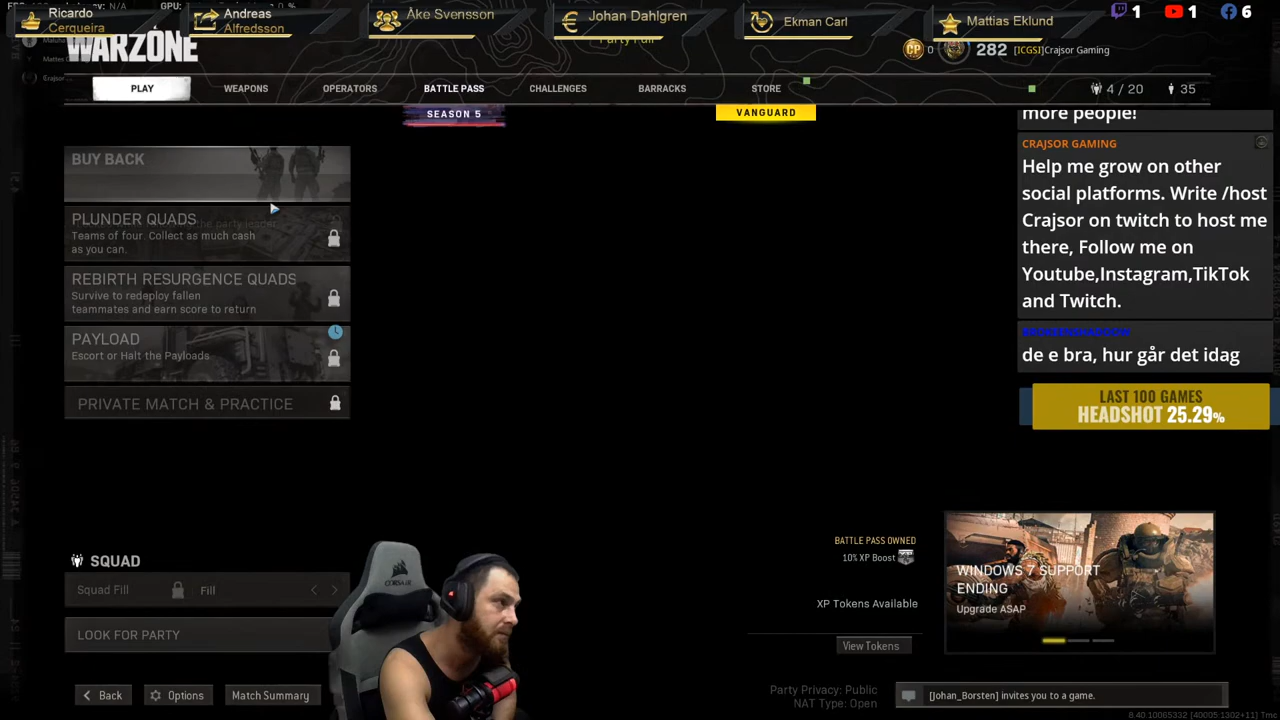 Ricardo
Cerqueira
Andreas
Alfredsson
Åke Svensson
Johan Dahlgren
Ekman Carl
Mattias Eklund
1
1
6
WARZONE
CP 0
282 [ICGSI]Crajsor Gaming
PLAY
WEAPONS
OPERATORS
BATTLE PASS
CHALLENGES
BARRACKS
STORE
4 / 20
35
SEASON 5
VANGUARD
more people!
CRAJSOR GAMING
Help me grow on other
social platforms. Write /host
Crajsor on twitch to host me
there, Follow me on
Youtube,Instagram,TikTok
and Twitch.
de e bra, hur går det idag
LAST 100 GAMES
HEADSHOT 25.29%
BUY BACK
PLUNDER QUADS
Teams of four. Collect as much cash
as you can.
REBIRTH RESURGENCE QUADS
Survive to redeploy fallen
teammates and earn score to return
PAYLOAD
Escort or Halt the Payloads
PRIVATE MATCH & PRACTICE
SQUAD
Squad Fill
Fill
LOOK FOR PARTY
CORSAIR
BATTLE PASS OWNED
10% XP Boost
XP Tokens Available
View Tokens
WINDOWS 7 SUPPORT
ENDING
Upgrade ASAP
Back
Options
Match Summary
Party Privacy: Public
NAT Type: Open
[Johan_Borsten] invites you to a game.